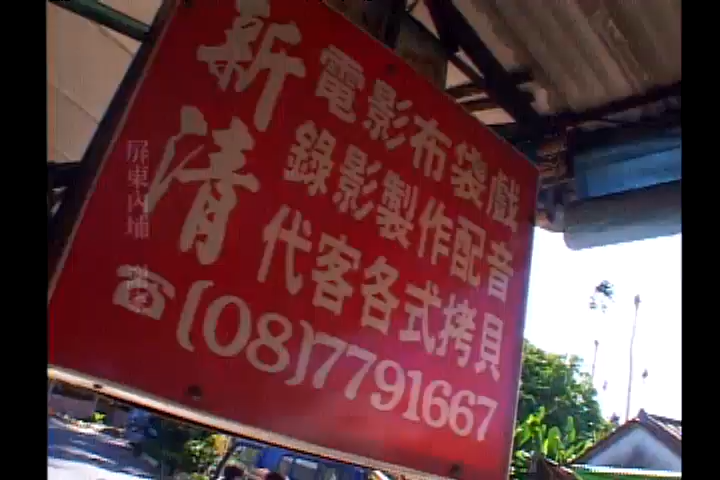 新清
電影布袋戲
錄影製作配音
代客各式拷貝
☎(08)7791667
屏東內埔